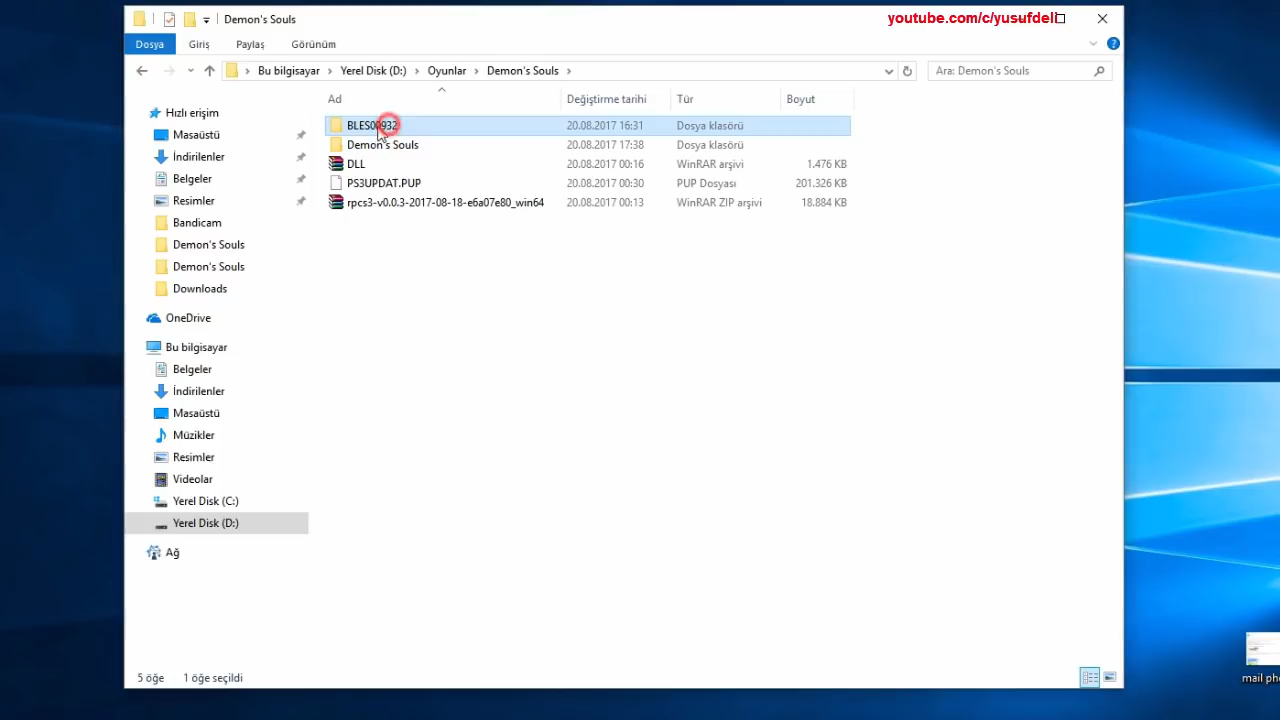 Demon's Souls
youtube.com/c/yusufdeli
Dosya Giriş Paylaş Görünüm
Bu bilgisayar > Yerel Disk (D:) > Oyunlar > Demon's Souls >
Ara: Demon's Souls
Ad Değiştirme tarihi Tür Boyut
BLES00932 20.08.2017 16:31 Dosya klasörü
Demon's Souls 20.08.2017 17:38 Dosya klasörü
DLL 20.08.2017 00:16 WinRAR arşivi 1.476 KB
PS3UPDAT.PUP 20.08.2017 00:30 PUP Dosyası 201.326 KB
rpcs3-v0.0.3-2017-08-18-e6a07e80_win64 20.08.2017 00:13 WinRAR ZIP arşivi 18.884 KB
Hızlı erişim
Masaüstü
İndirilenler
Belgeler
Resimler
Bandicam
Demon's Souls
Demon's Souls
Downloads
OneDrive
Bu bilgisayar
Belgeler
İndirilenler
Masaüstü
Müzikler
Resimler
Videolar
Yerel Disk (C:)
Yerel Disk (D:)
Ağ
5 öğe 1 öğe seçildi
mail